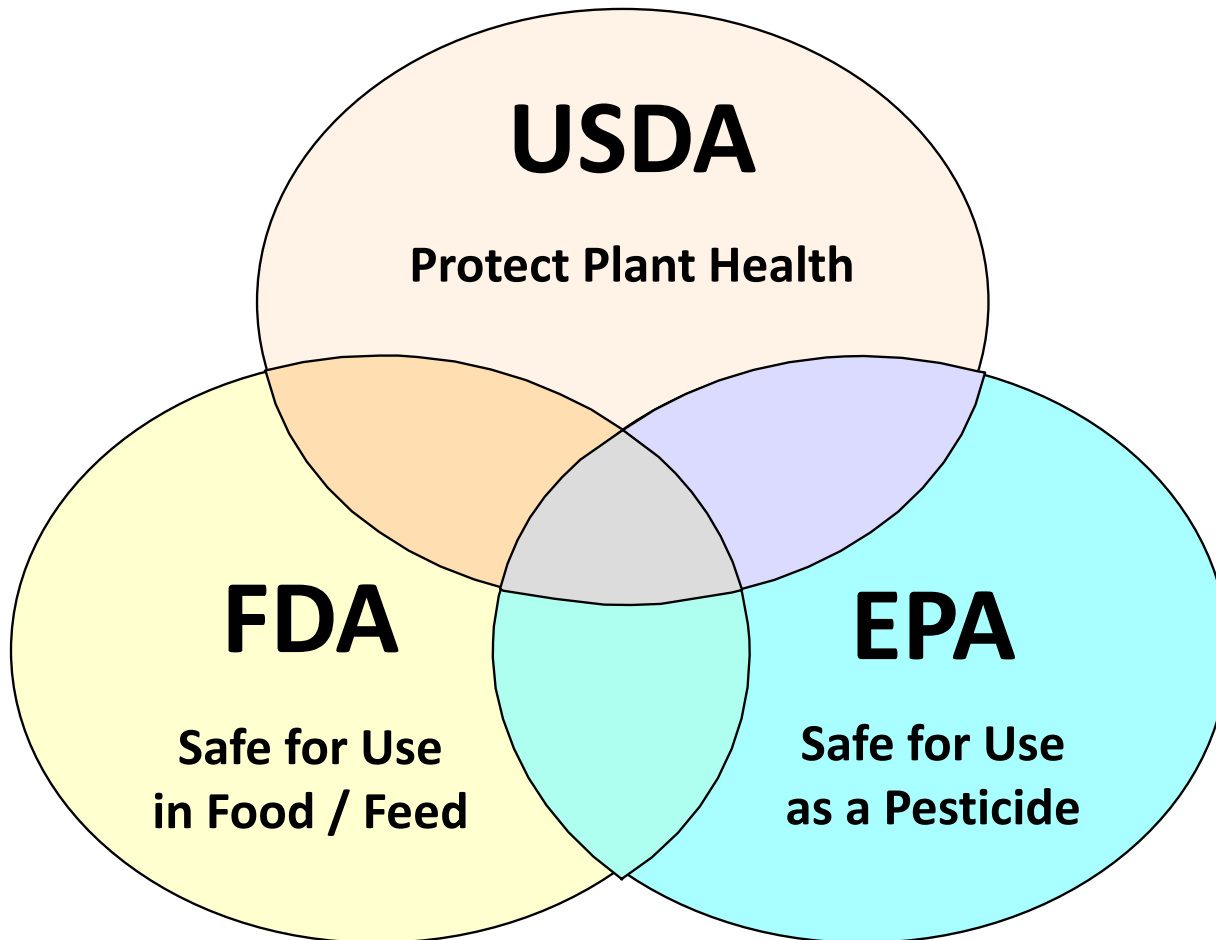 USDA
Protect Plant Health
FDA
Safe for Use
in Food / Feed
EPA
Safe for Use
as a Pesticide